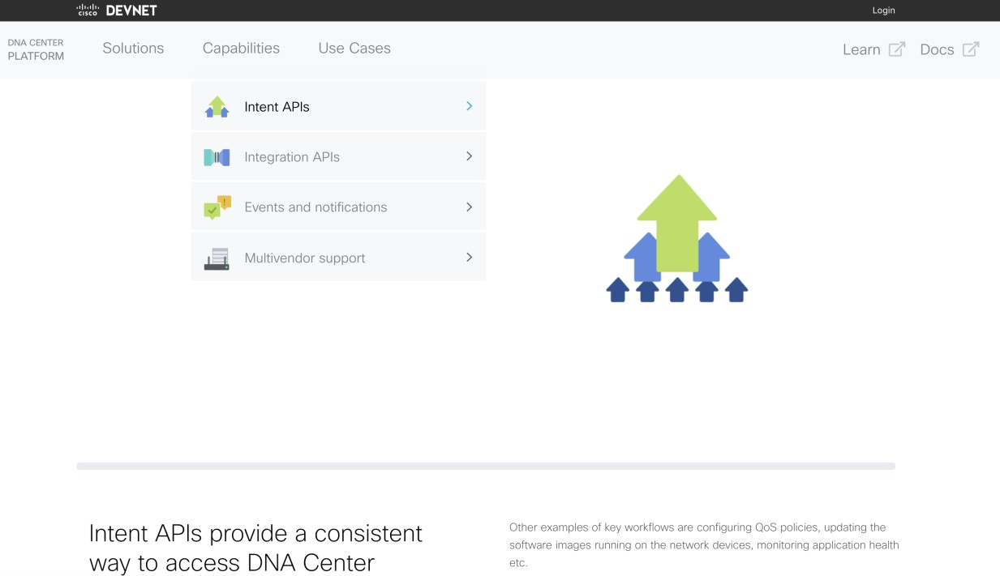 CISCO DEVNET
Login
DNA CENTER
PLATFORM
Solutions
Capabilities
Use Cases
Learn
Docs
Intent APIs
Integration APIs
Events and notifications
Multivendor support
Intent APIs provide a consistent
way to access DNA Center
Other examples of key workflows are configuring QoS policies, updating the
software images running on the network devices, monitoring application health
etc.